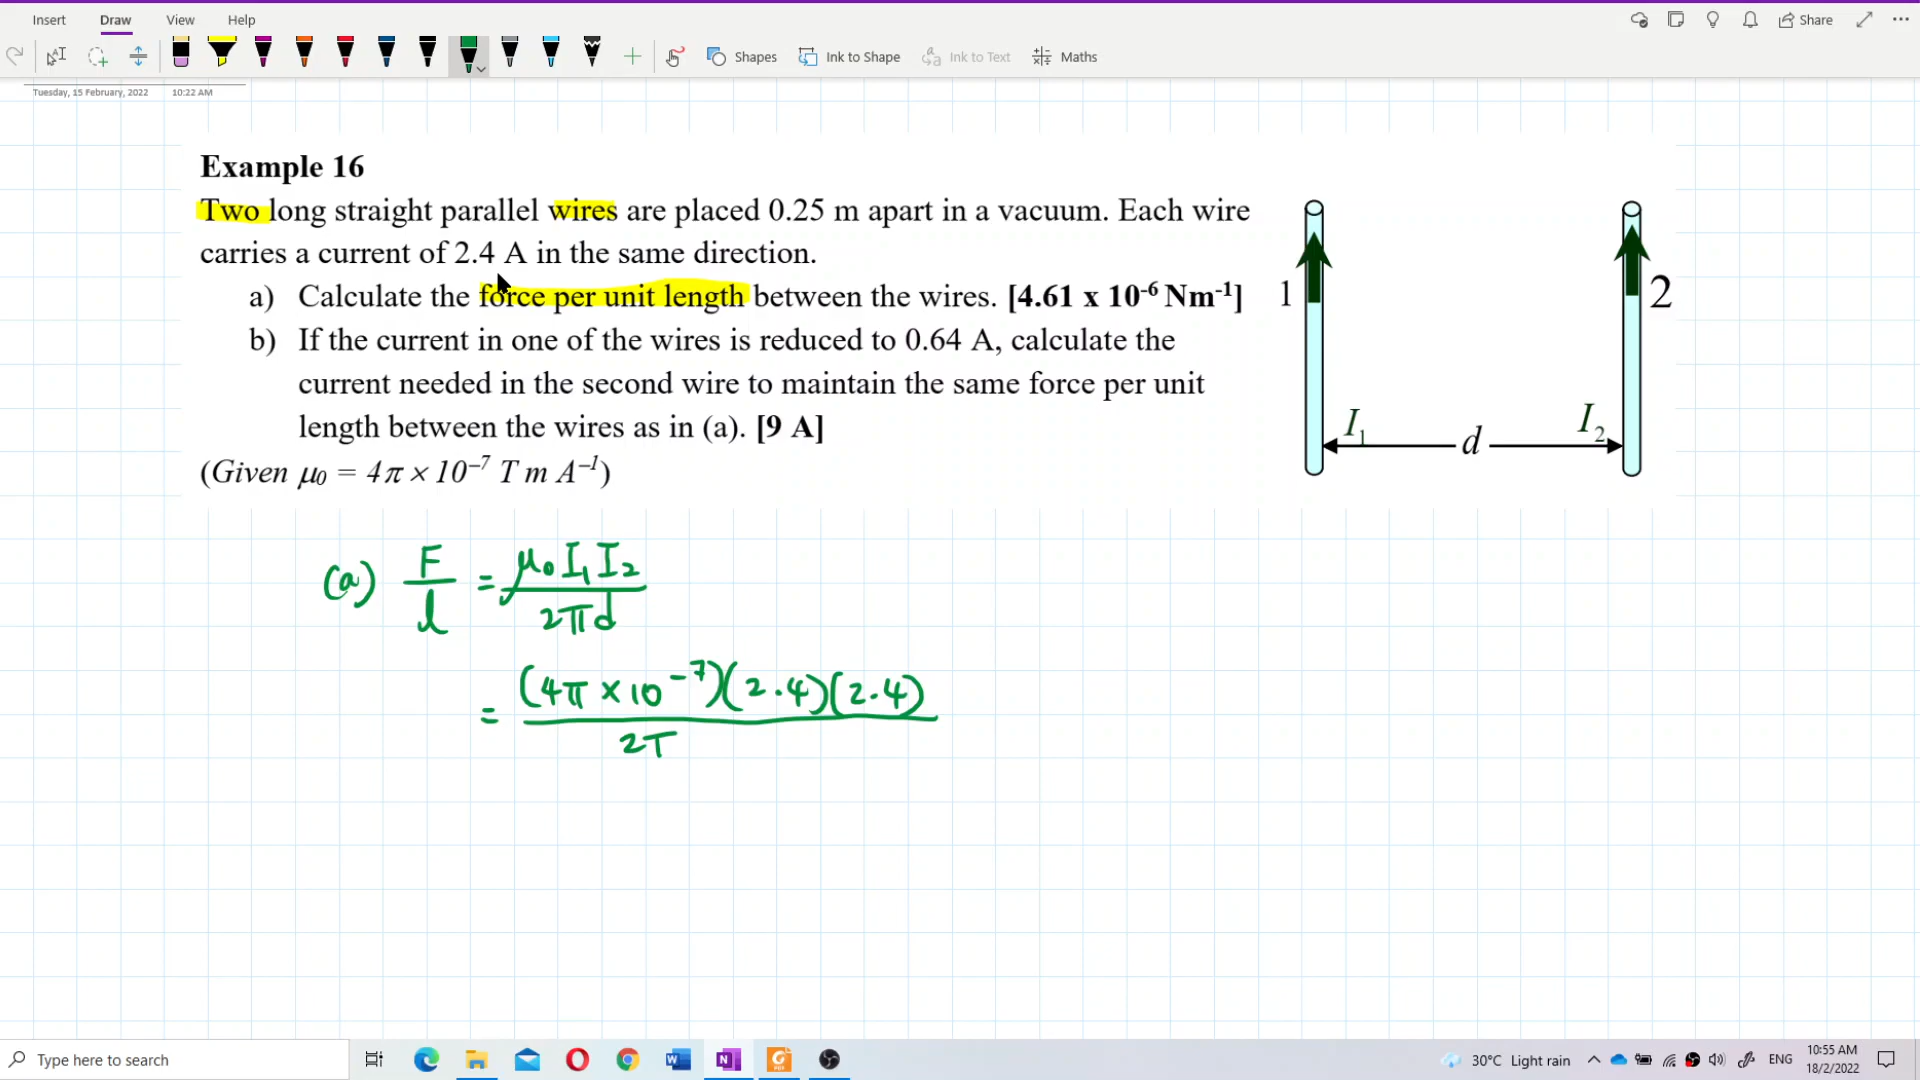 Insert Draw View Help
Share
Shapes Ink to Shape Ink to Text Maths
Tuesday, 15 February, 2022 10:22 AM
Example 16
Two long straight parallel wires are placed 0.25 m apart in a vacuum. Each wire
carries a current of 2.4 A in the same direction.
a) Calculate the force per unit length between the wires. [4.61 x 10⁻⁶ Nm⁻¹]
b) If the current in one of the wires is reduced to 0.64 A, calculate the
current needed in the second wire to maintain the same force per unit
length between the wires as in (a). [9 A]
(Given μ₀ = 4π × 10⁻⁷ T m A⁻¹)
1 2
I₁ d I₂
(a) F/l = μ₀I₁I₂/2πd
= (4π × 10⁻⁷)(2.4)(2.4)/2T
Type here to search
30°C Light rain ENG 10:55 AM
18/2/2022